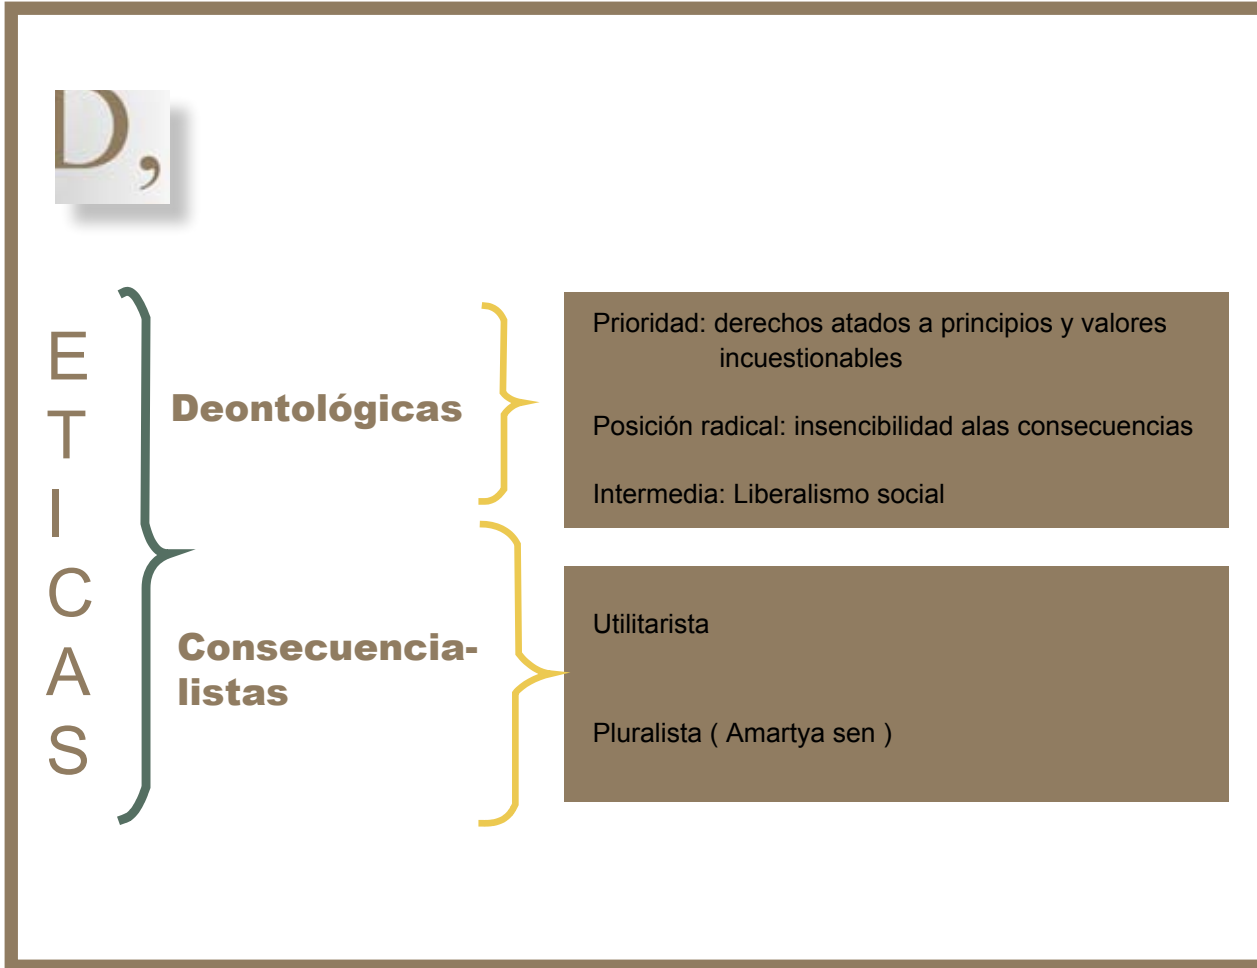 D,
E
T
I
C
A
S
Deontológicas
Prioridad: derechos atados a principios y valores
incuestionables
Posición radical: insencibilidad alas consecuencias
Intermedia: Liberalismo social
Consecuencia-
listas
Utilitarista
Pluralista ( Amartya sen )